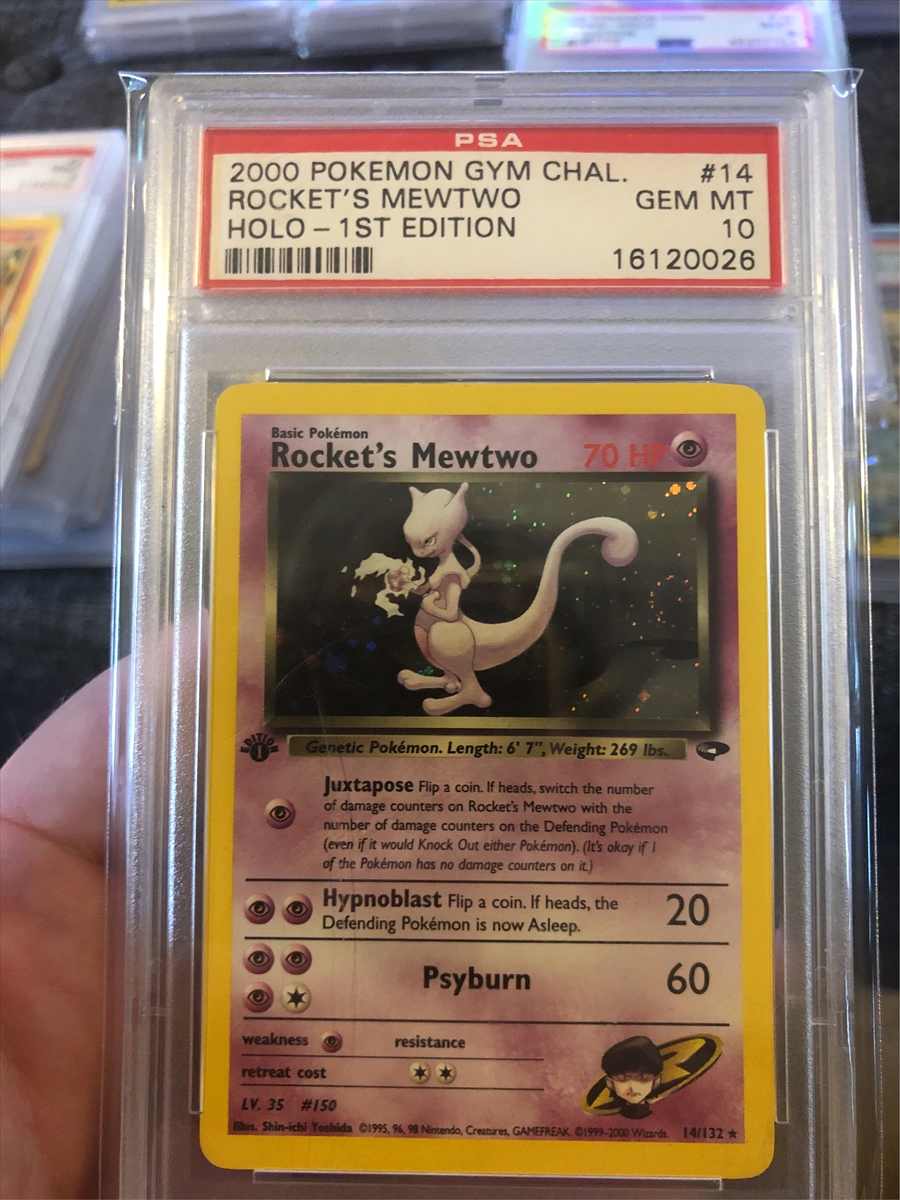 PSA
2000 POKEMON GYM CHAL. #14
ROCKET'S MEWTWO GEM MT
HOLO – 1ST EDITION 10
16120026
Basic Pokémon
Rocket's Mewtwo 70 HP
EDITION
1
Genetic Pokémon. Length: 6' 7", Weight: 269 lbs.
Juxtapose Flip a coin. If heads, switch the number
of damage counters on Rocket's Mewtwo with the
number of damage counters on the Defending Pokémon
(even if it would Knock Out either Pokémon). (It's okay if 1
of the Pokémon has no damage counters on it.)
Hypnoblast Flip a coin. If heads, the
Defending Pokémon is now Asleep. 20
Psyburn 60
weakness resistance
retreat cost
LV. 35 #150
Illus. Shin-ichi Yoshida ©1995, 96, 98 Nintendo, Creatures, GAMEFREAK. ©1999-2000 Wizards. 14/132 ★